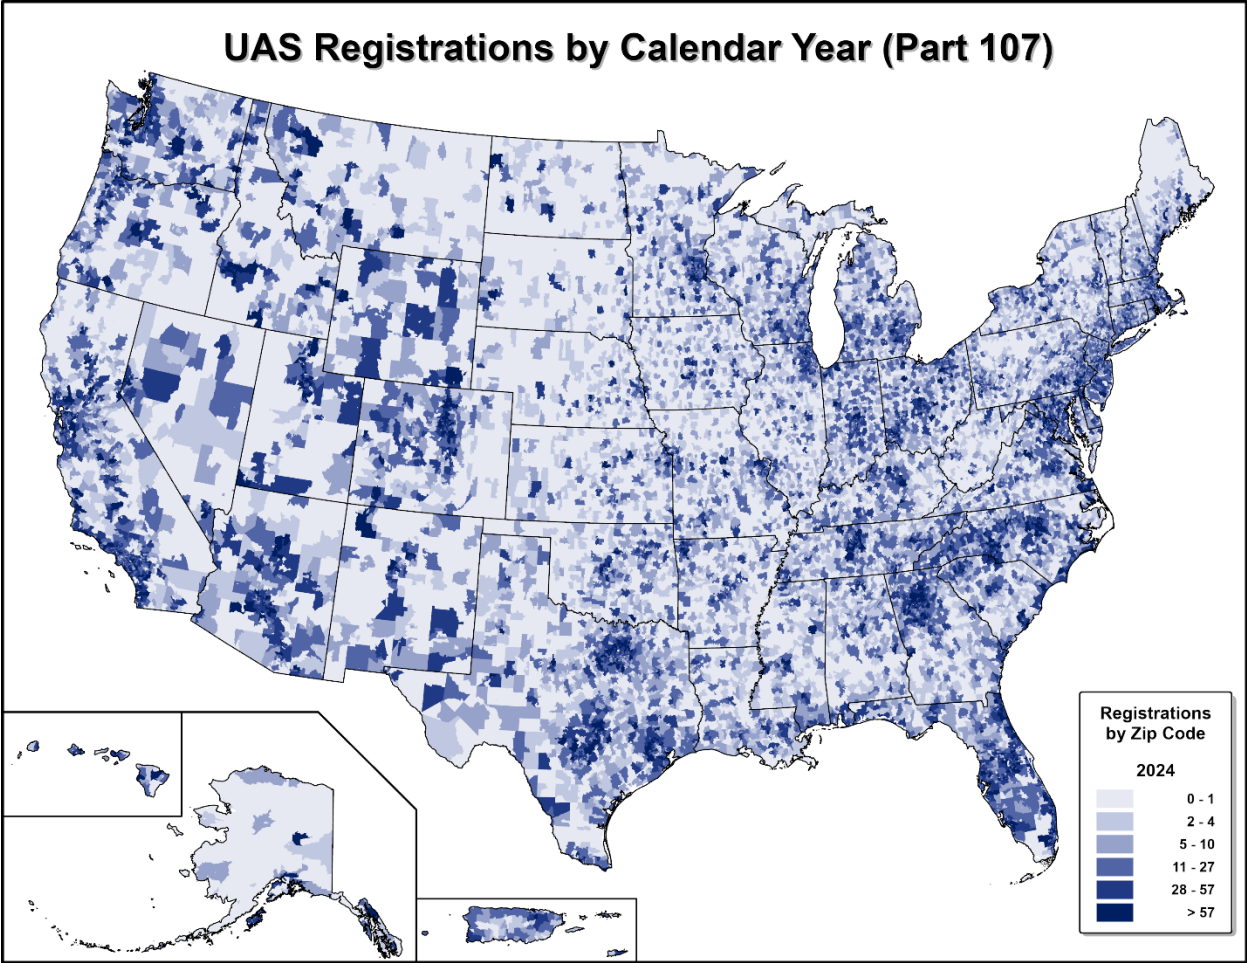 UAS Registrations by Calendar Year (Part 107)
Registrations
by Zip Code
2024
0 - 1
2 - 4
5 - 10
11 - 27
28 - 57
> 57